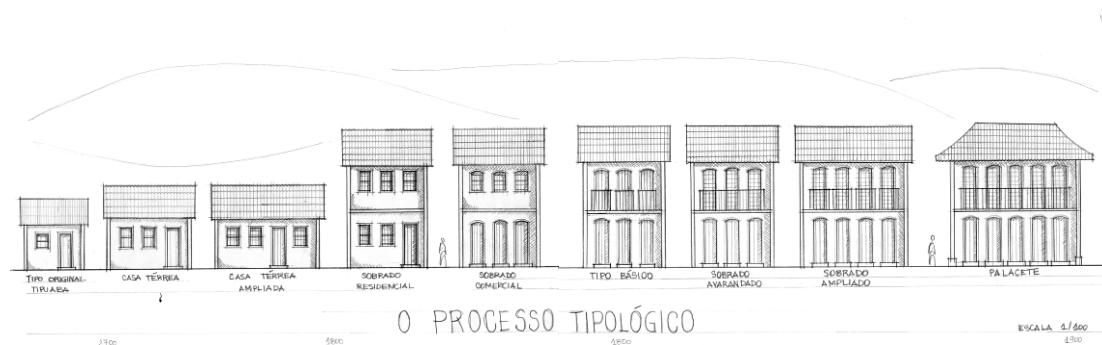 TIPO ORIGINAL
TIPUABA
CASA TÉRREA
CASA TÉRREA
AMPLIADA
SOBRADO
RESIDENCIAL
SOBRADO
COMERCIAL
TIPO BÁSICO
SOBRADO
AVARANDADO
SOBRADO
AMPLIADO
PALACETE
O PROCESSO TIPOLÓGICO
ESCALA 1/100
1700
1800
1850
1900